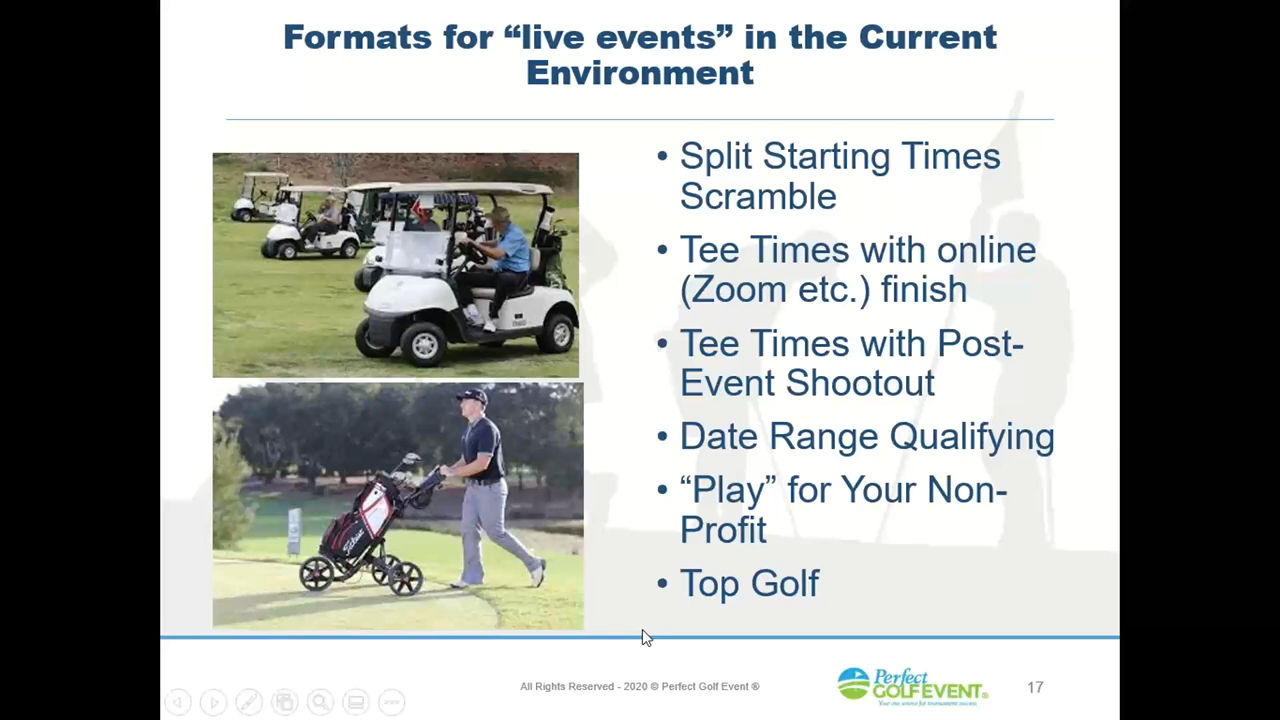 Formats for “live events” in the Current
Environment
• Split Starting Times
Scramble
• Tee Times with online
(Zoom etc.) finish
• Tee Times with Post-
Event Shootout
• Date Range Qualifying
• “Play” for Your Non-
Profit
• Top Golf
Titleist
All Rights Reserved - 2020 © Perfect Golf Event ®
Perfect
GOLF EVENT®
17